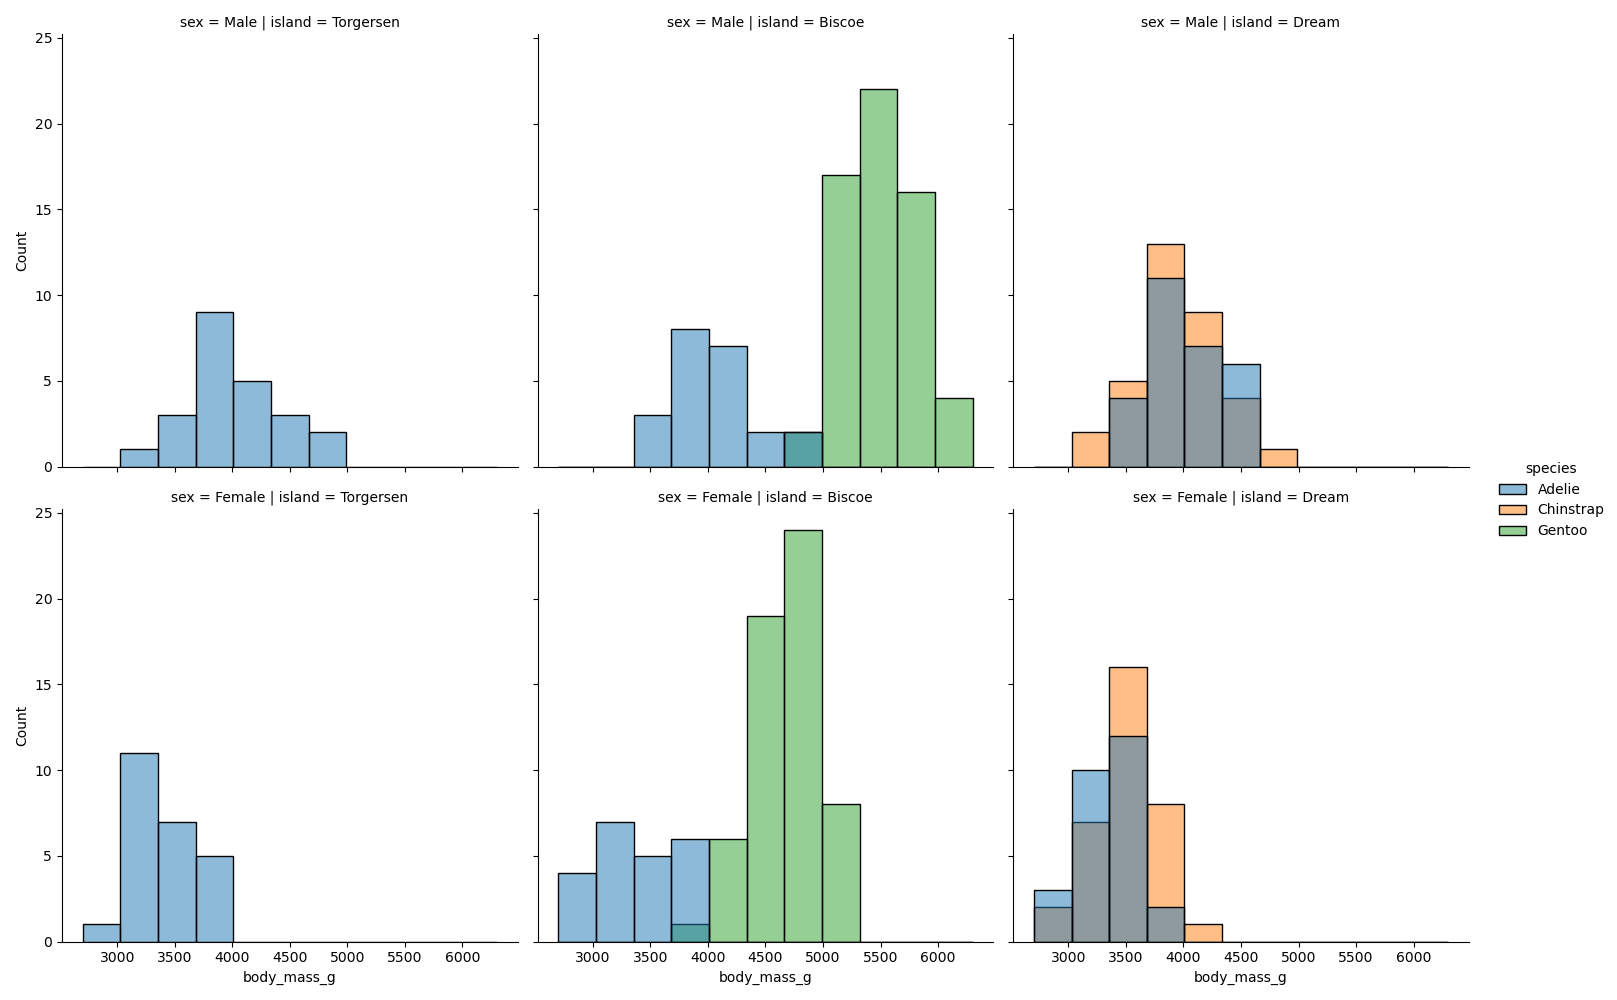 sex = Male | island = Torgersen
sex = Male | island = Biscoe
sex = Male | island = Dream
25
20
15
10
5
0
Count
species
Adelie
Chinstrap
Gentoo
sex = Female | island = Torgersen
sex = Female | island = Biscoe
sex = Female | island = Dream
25
20
15
10
5
0
Count
3000 3500 4000 4500 5000 5500 6000
3000 3500 4000 4500 5000 5500 6000
3000 3500 4000 4500 5000 5500 6000
body_mass_g
body_mass_g
body_mass_g